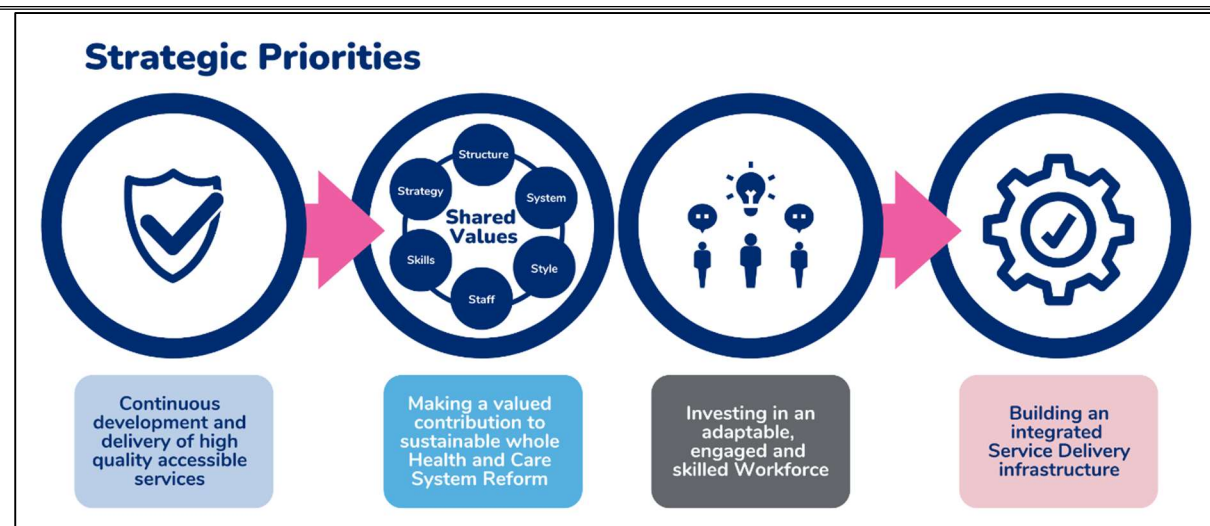 Strategic Priorities
Structure
Strategy
System
Shared
Values
Skills
Style
Staff
Continuous
development and
delivery of high
quality accessible
services
Making a valued
contribution to
sustainable whole
Health and Care
System Reform
Investing in an
adaptable,
engaged and
skilled Workforce
Building an
integrated
Service Delivery
infrastructure